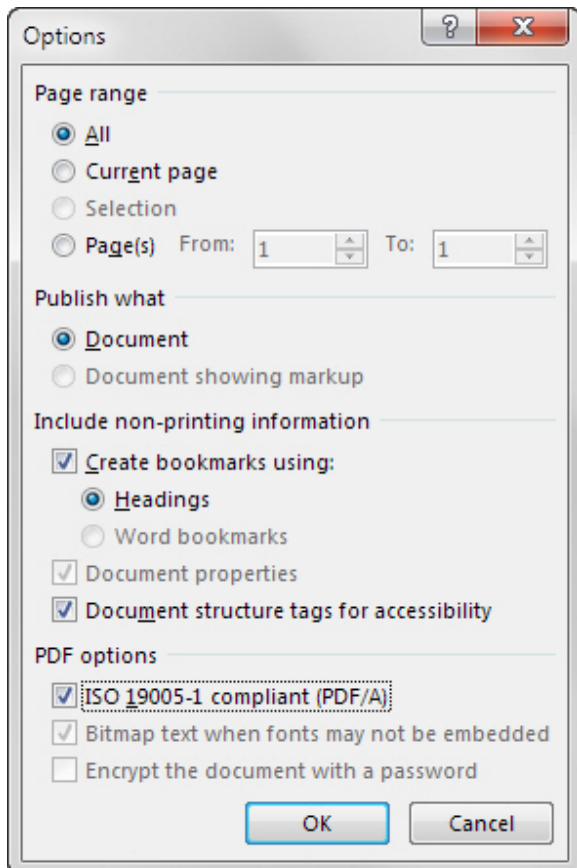 Options
Page range
All
Current page
Selection
Page(s) From: 1 To: 1
Publish what
Document
Document showing markup
Include non-printing information
Create bookmarks using:
Headings
Word bookmarks
Document properties
Document structure tags for accessibility
PDF options
ISO 19005-1 compliant (PDF/A)
Bitmap text when fonts may not be embedded
Encrypt the document with a password
OK Cancel